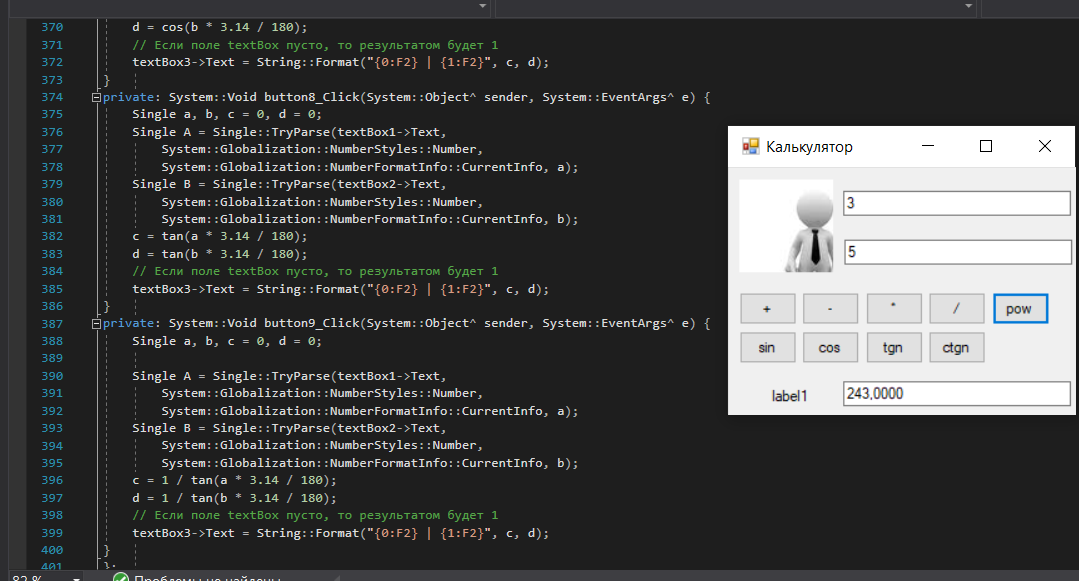 370 d = cos(b * 3.14 / 180);
371 // Если поле textBox пусто, то результатом будет 1
372 textBox3->Text = String::Format("{0:F2} | {1:F2}", c, d);
373 }
374 private: System::Void button8_Click(System::Object^ sender, System::EventArgs^ e) {
375 Single a, b, c = 0, d = 0;
376 Single A = Single::TryParse(textBox1->Text,
377 System::Globalization::NumberStyles::Number,
378 System::Globalization::NumberFormatInfo::CurrentInfo, a);
379 Single B = Single::TryParse(textBox2->Text,
380 System::Globalization::NumberStyles::Number,
381 System::Globalization::NumberFormatInfo::CurrentInfo, b);
382 c = tan(a * 3.14 / 180);
383 d = tan(b * 3.14 / 180);
384 // Если поле textBox пусто, то результатом будет 1
385 textBox3->Text = String::Format("{0:F2} | {1:F2}", c, d);
386 }
387 private: System::Void button9_Click(System::Object^ sender, System::EventArgs^ e) {
388 Single a, b, c = 0, d = 0;
389
390 Single A = Single::TryParse(textBox1->Text,
391 System::Globalization::NumberStyles::Number,
392 System::Globalization::NumberFormatInfo::CurrentInfo, a);
393 Single B = Single::TryParse(textBox2->Text,
394 System::Globalization::NumberStyles::Number,
395 System::Globalization::NumberFormatInfo::CurrentInfo, b);
396 c = 1 / tan(a * 3.14 / 180);
397 d = 1 / tan(b * 3.14 / 180);
398 // Если поле textBox пусто, то результатом будет 1
399 textBox3->Text = String::Format("{0:F2} | {1:F2}", c, d);
400 }
401 };
82 % Проблемы не найдены
Калькулятор
3
5
+ - * / pow
sin cos tgn ctgn
label1 243,0000